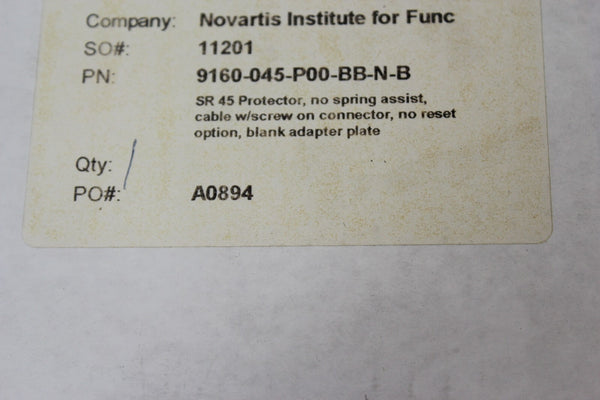 Company: Novartis Institute for Func
SO#: 11201
PN: 9160-045-P00-BB-N-B
SR 45 Protector, no spring assist,
cable w/screw on connector, no reset
option, blank adapter plate
Qty: /
PO#: A0894